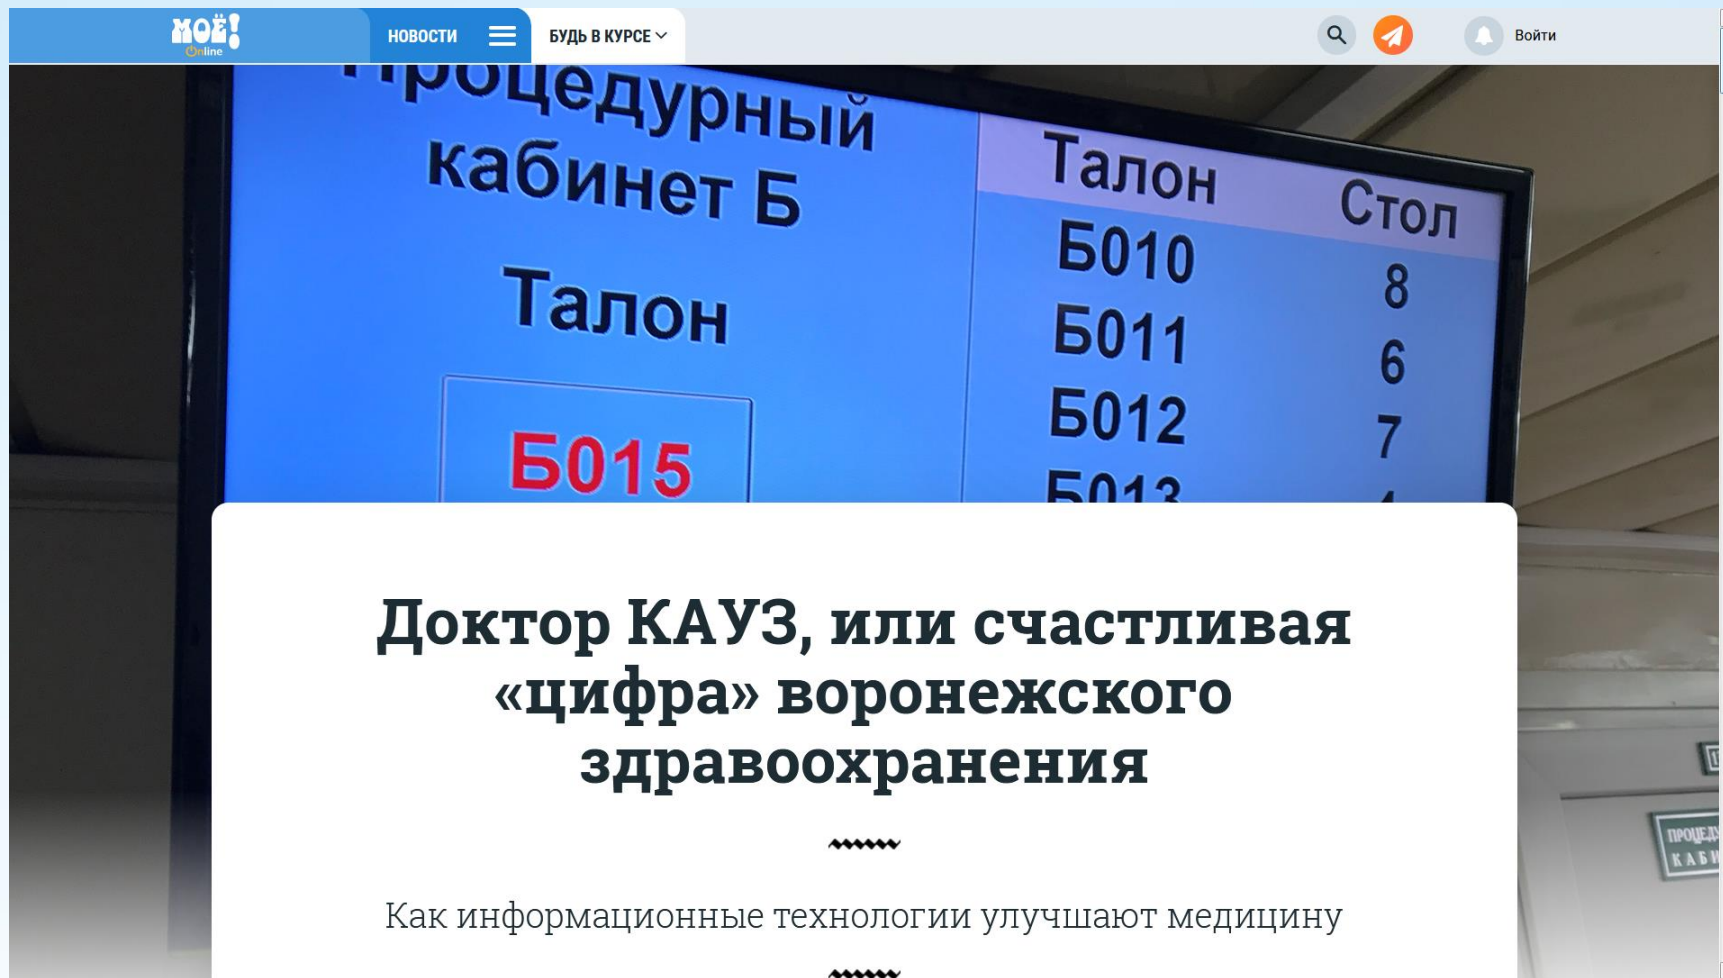 МОЁ!
Online
НОВОСТИ
БУДЬ В КУРСЕ
Войти
Процедурный
кабинет Б
Талон
Б015
Талон Стол
Б010 8
Б011 6
Б012 7
Б013
Доктор КАУЗ, или счастливая
«цифра» воронежского
здравоохранения
Как информационные технологии улучшают медицину